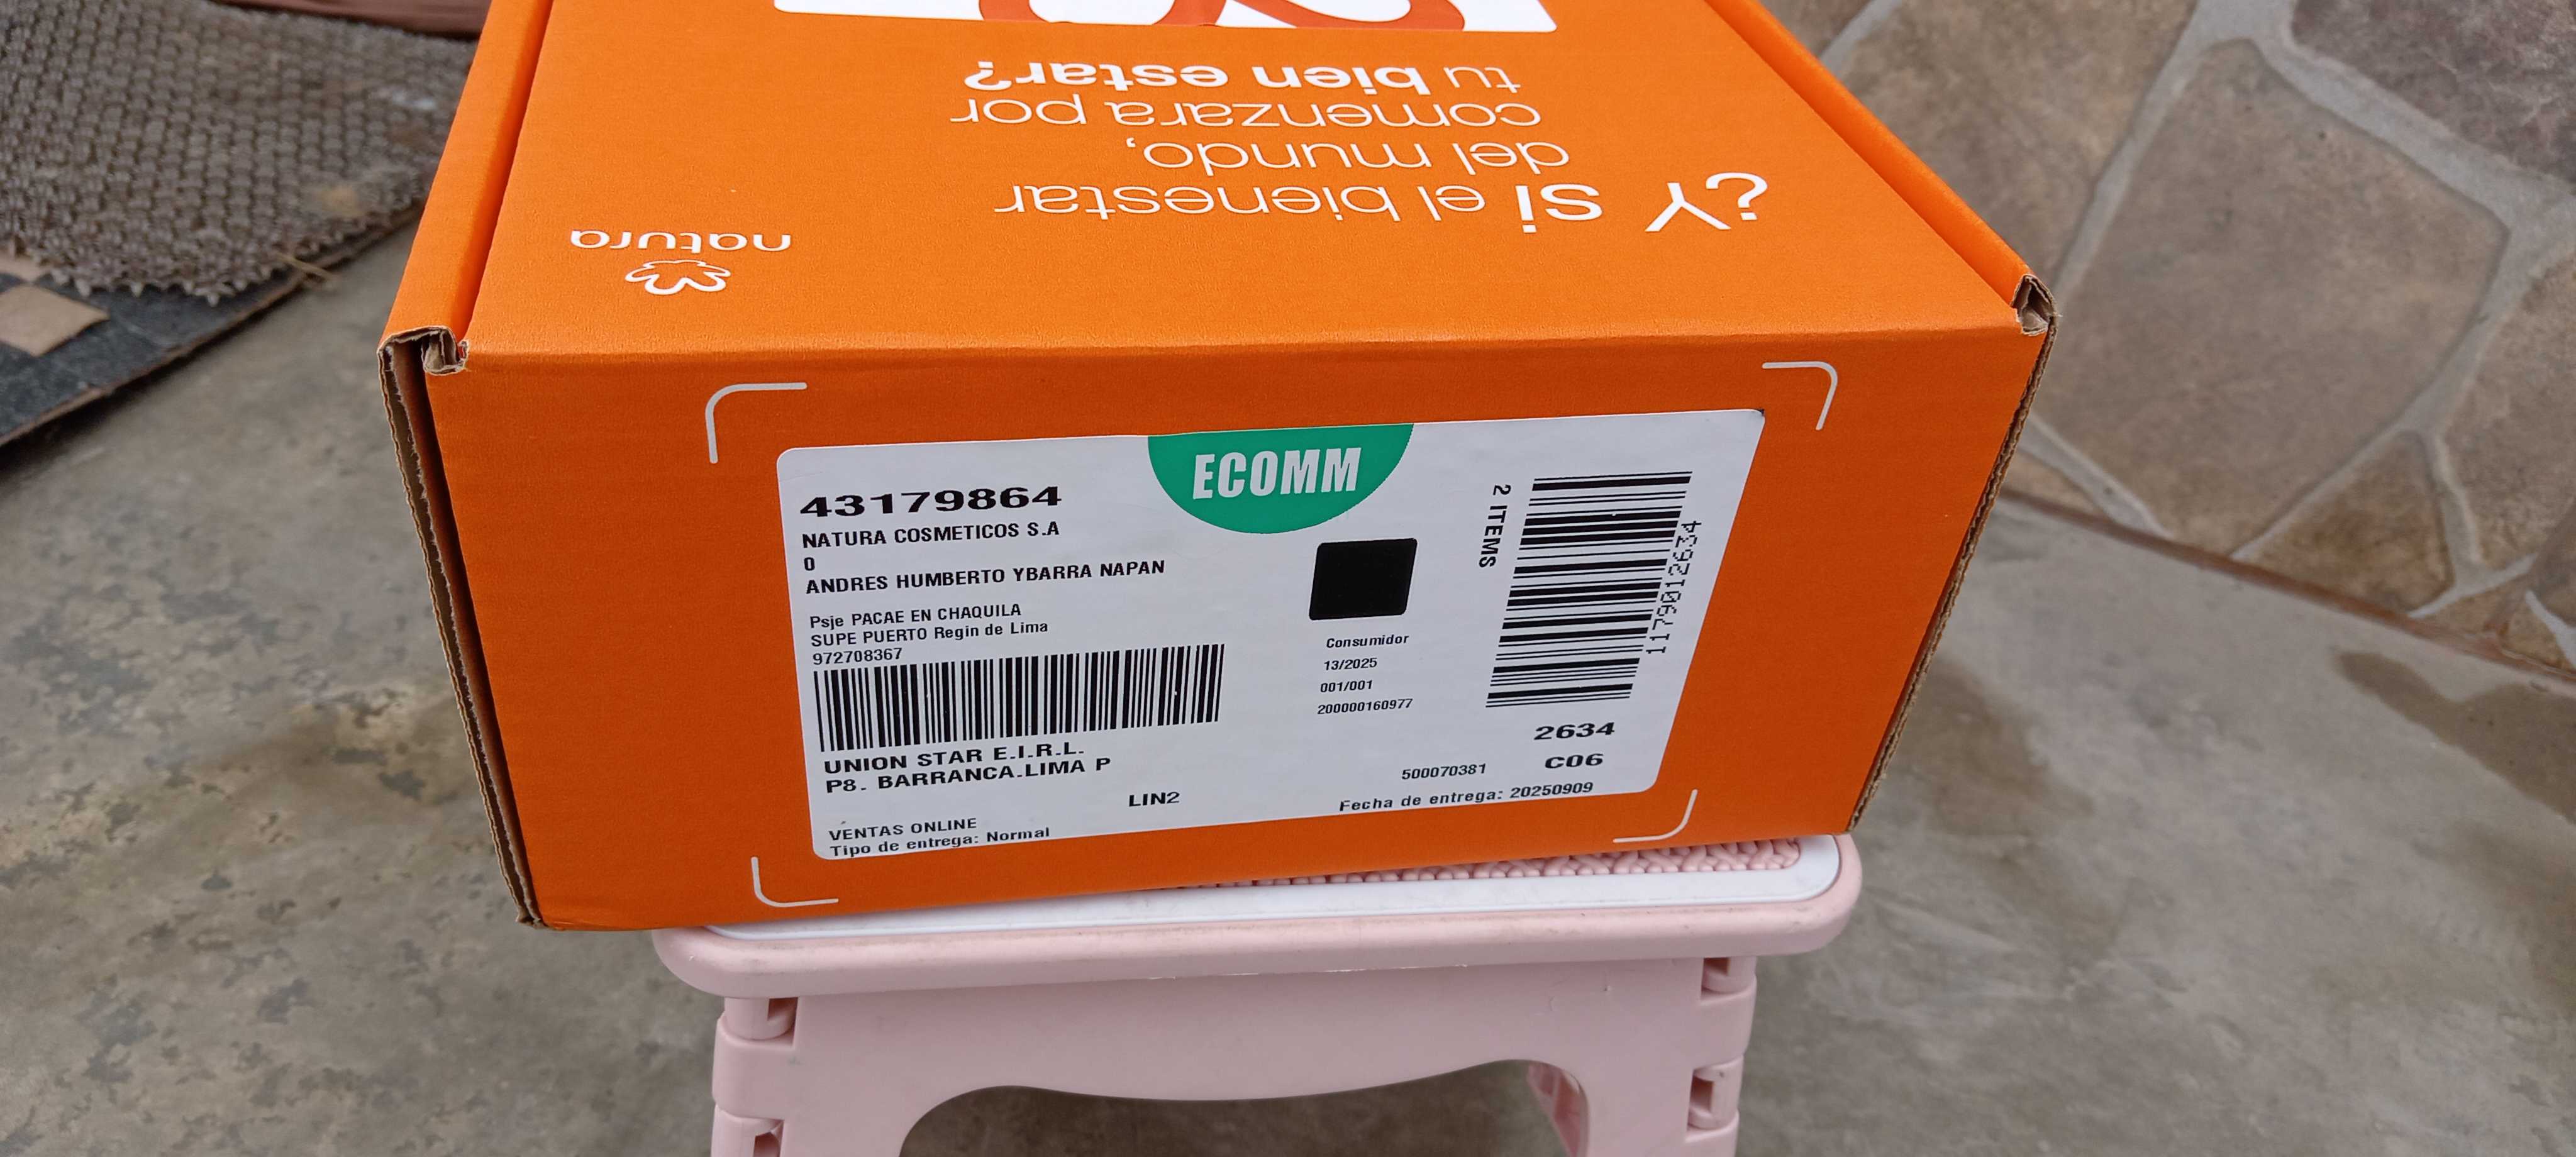 ¿Y si el bienestar
del mundo,
comenzara por
tu bien estar?
natura
ECOMM
43179864
NATURA COSMETICOS S.A
0
ANDRES HUMBERTO YBARRA NAPAN
Psje PACAE EN CHAQUILA
SUPE PUERTO Regin de Lima
972708367
UNION STAR E.I.R.L.
P8. BARRANCA.LIMA P
LIN2
VENTAS ONLINE
Tipo de entrega: Normal
Consumidor
13/2025
001/001
200000160977
2 ITEMS
1179012634
2634
C06
500070381
Fecha de entrega: 20250909